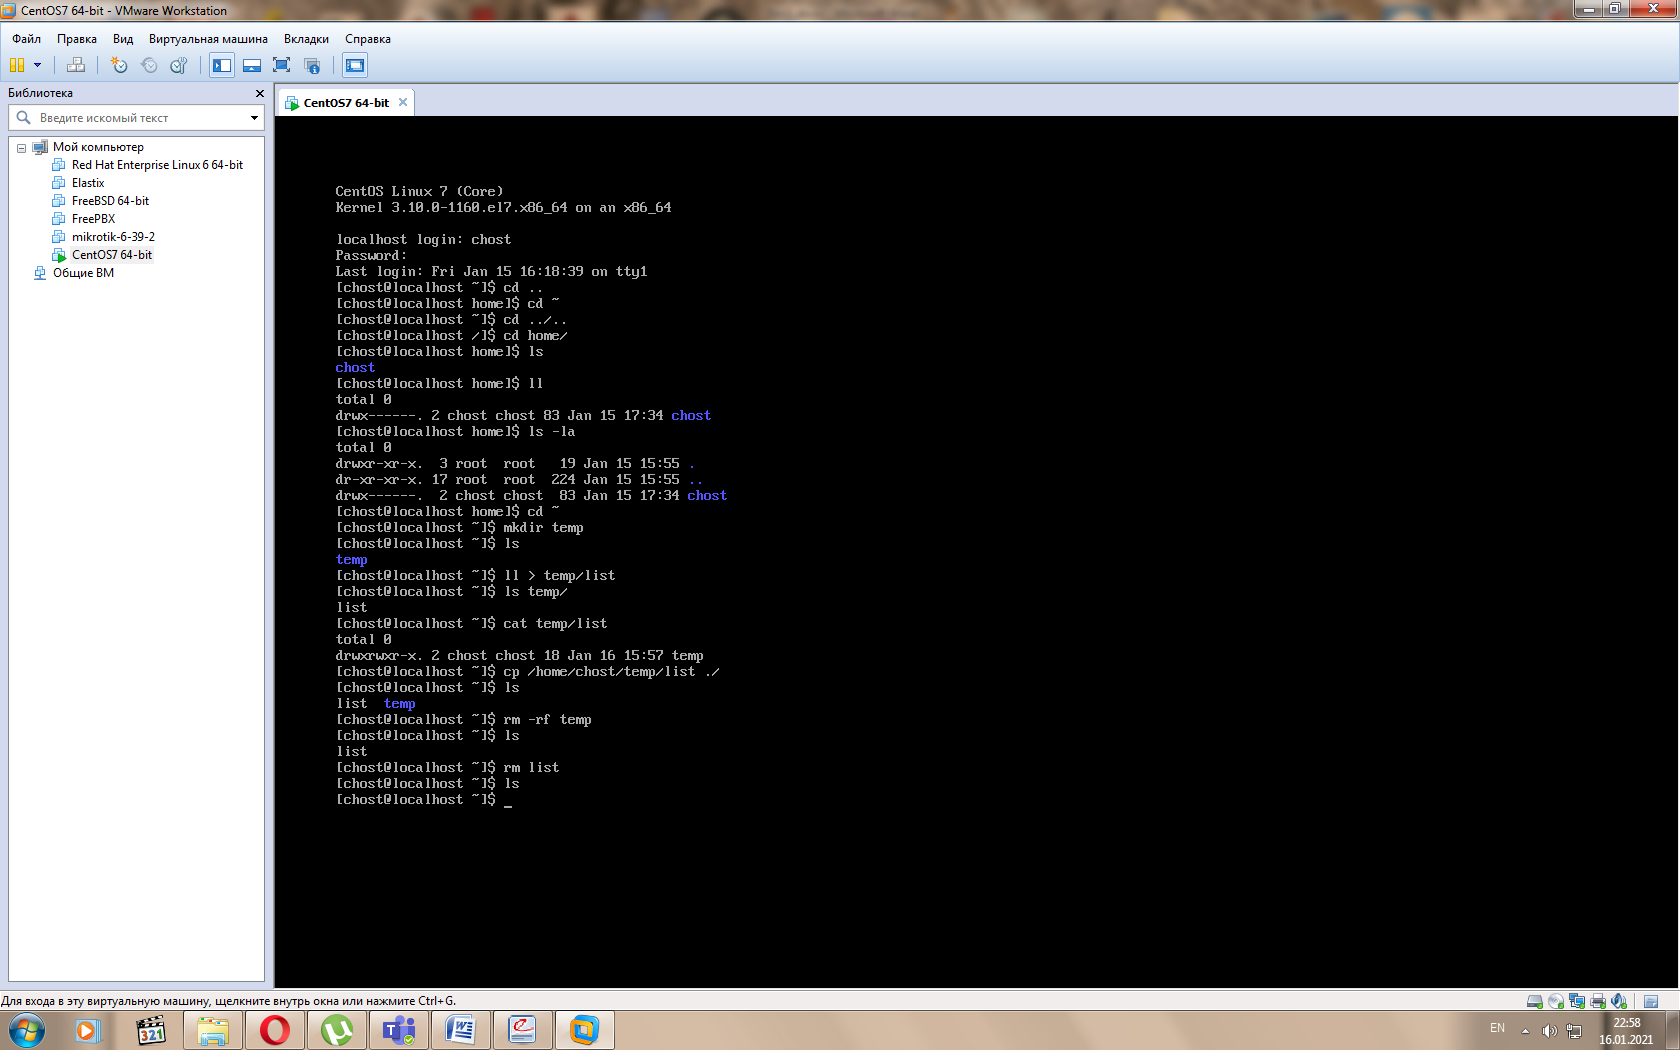 CentOS7 64-bit - VMware Workstation
Файл Правка Вид Виртуальная машина Вкладки Справка
Библиотека
Введите искомый текст
Мой компьютер
Red Hat Enterprise Linux 6 64-bit
Elastix
FreeBSD 64-bit
FreePBX
mikrotik-6-39-2
CentOS7 64-bit
Общие ВМ
CentOS7 64-bit
CentOS Linux 7 (Core)
Kernel 3.10.0-1160.el7.x86_64 on an x86_64
localhost login: chost
Password:
Last login: Fri Jan 15 16:18:39 on tty1
[chost@localhost ~]$ cd ..
[chost@localhost home]$ cd ~
[chost@localhost ~]$ cd ../..
[chost@localhost /]$ cd home/
[chost@localhost home]$ ls
chost
[chost@localhost home]$ ll
total 0
drwx------. 2 chost chost 83 Jan 15 17:34 chost
[chost@localhost home]$ ls -la
total 0
drwxr-xr-x.  3 root  root   19 Jan 15 15:55 .
dr-xr-xr-x. 17 root  root  224 Jan 15 15:55 ..
drwx------.  2 chost chost  83 Jan 15 17:34 chost
[chost@localhost home]$ cd ~
[chost@localhost ~]$ mkdir temp
[chost@localhost ~]$ ls
temp
[chost@localhost ~]$ ll > temp/list
[chost@localhost ~]$ ls temp/
list
[chost@localhost ~]$ cat temp/list
total 0
drwxrwxr-x. 2 chost chost 18 Jan 16 15:57 temp
[chost@localhost ~]$ cp /home/chost/temp/list ./
[chost@localhost ~]$ ls
list  temp
[chost@localhost ~]$ rm -rf temp
[chost@localhost ~]$ ls
list
[chost@localhost ~]$ rm list
[chost@localhost ~]$ ls
[chost@localhost ~]$ _
Для входа в эту виртуальную машину, щелкните внутрь окна или нажмите Ctrl+G.
321
EN
22:58
16.01.2021